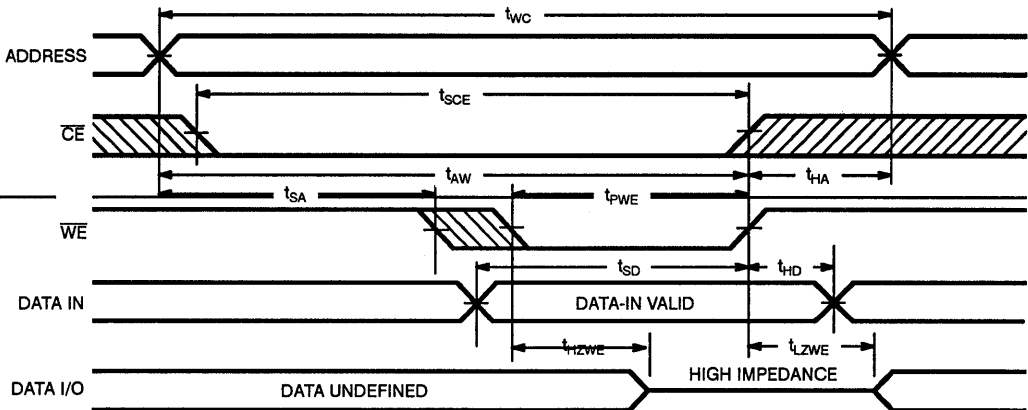 tWC
ADDRESS
tSCE
CE
tAW
tHA
tSA
tPWE
WE
tSD
tHD
DATA IN
DATA-IN VALID
tHZWE
tLZWE
HIGH IMPEDANCE
DATA I/O
DATA UNDEFINED